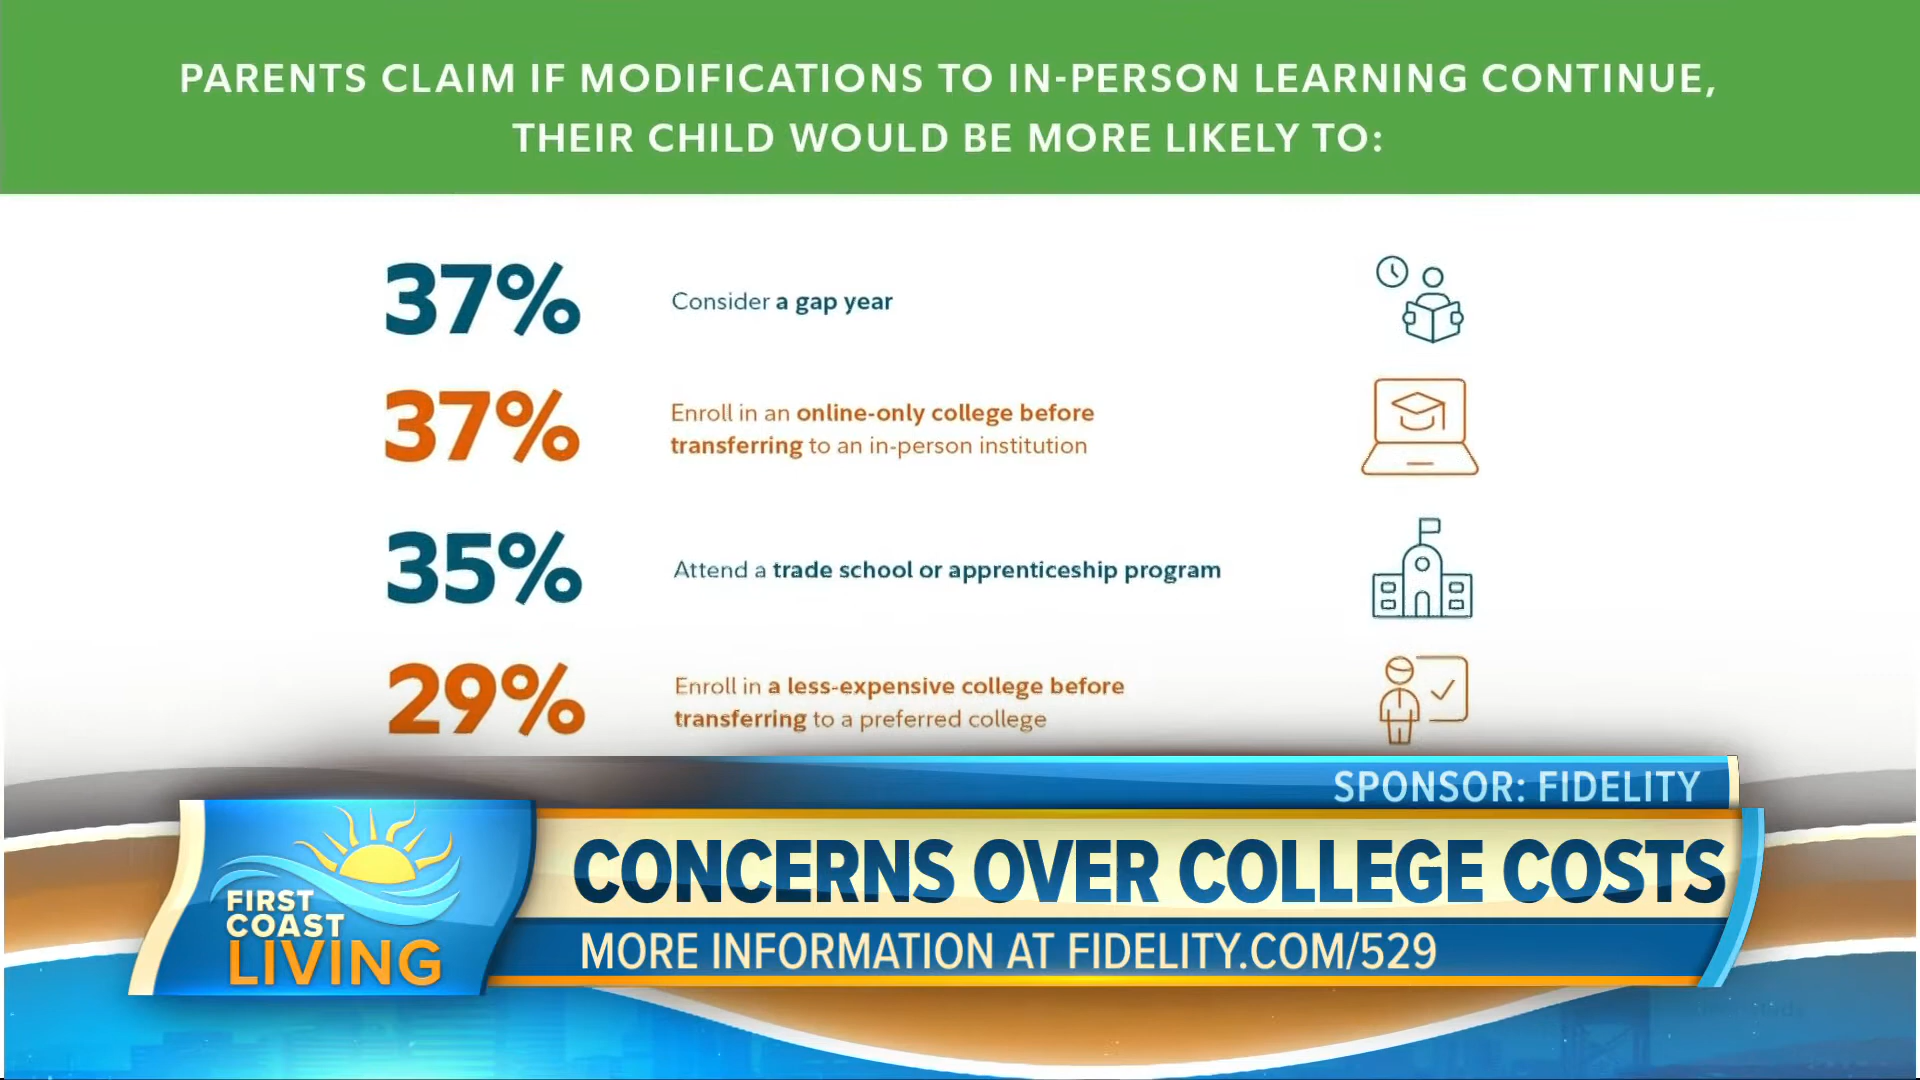 PARENTS CLAIM IF MODIFICATIONS TO IN-PERSON LEARNING CONTINUE,
THEIR CHILD WOULD BE MORE LIKELY TO:
37%
Consider a gap year
37%
Enroll in an online-only college before
transferring to an in-person institution
35%
Attend a trade school or apprenticeship program
29%
Enroll in a less-expensive college before
transferring to a preferred college
SPONSOR: FIDELITY
CONCERNS OVER COLLEGE COSTS
MORE INFORMATION AT FIDELITY.COM/529
FIRST
COAST
LIVING